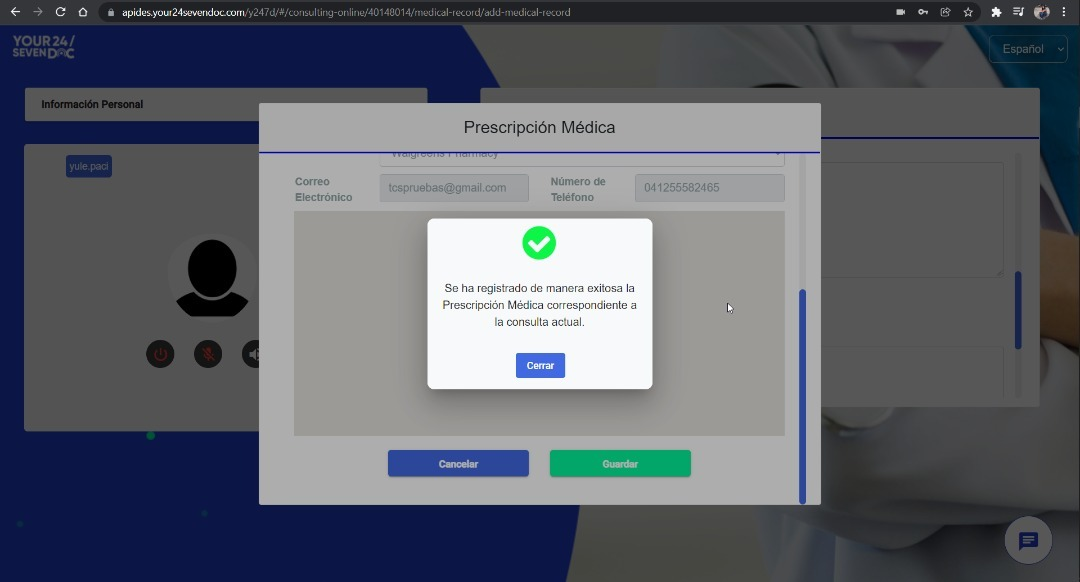 apides.your24sevendoc.com/y247d/#/consulting-online/40148014/medical-record/add-medical-record
YOUR24/
SEVENDOC
Español
Información Personal
yule.paci
Prescripción Médica
Walgreens Pharmacy
Correo
Electrónico
tcspruebas@gmail.com
Número de
Teléfono
041255582465
Se ha registrado de manera exitosa la
Prescripción Médica correspondiente a
la consulta actual.
Cerrar
Cancelar
Guardar